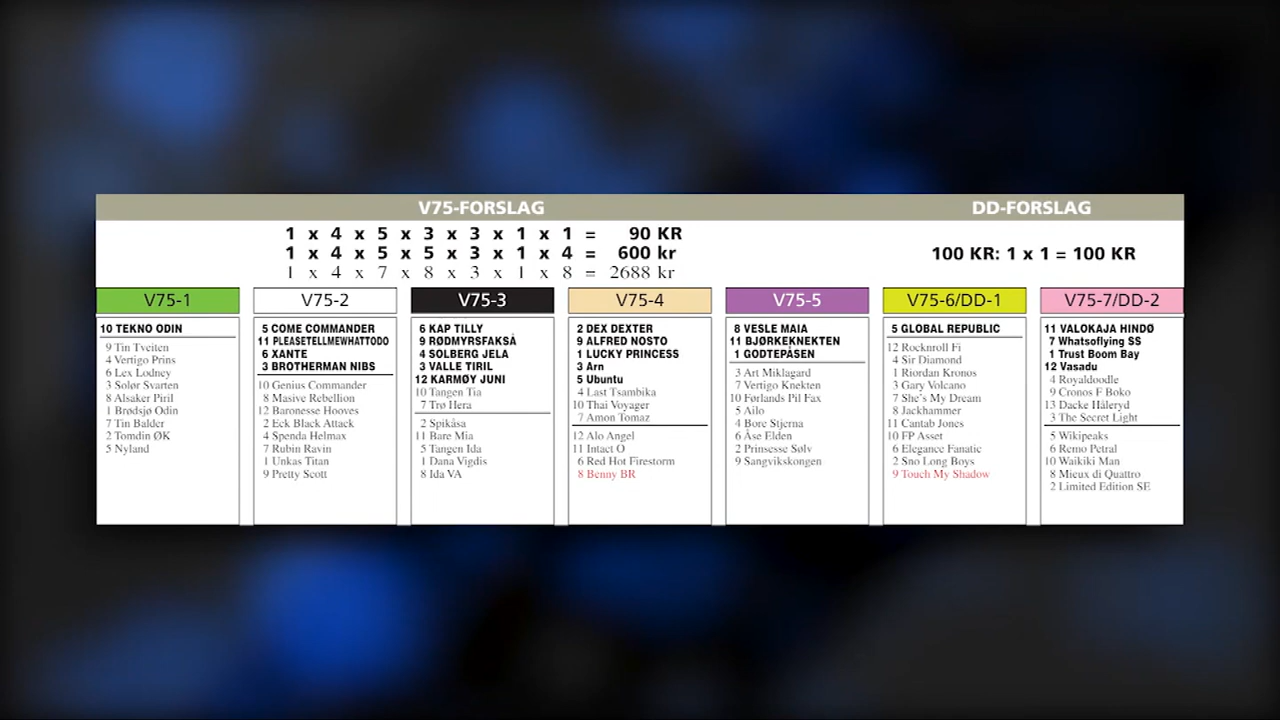 V75-FORSLAG
DD-FORSLAG
1 x 4 x 5 x 3 x 3 x 1 x 1 = 90 KR
1 x 4 x 5 x 5 x 3 x 1 x 4 = 600 kr
1 x 4 x 7 x 8 x 3 x 1 x 8 = 2688 kr
100 KR: 1 x 1 = 100 KR
V75-1
10 TEKNO ODIN
9 Tin Tveiten
4 Vertigo Prins
6 Lex Lodney
3 Solør Svarten
8 Alsaker Piril
1 Brødsjo Odin
7 Tin Balder
2 Tomdin ØK
5 Nyland
V75-2
5 COME COMMANDER
11 PLEASETELLMEWHATTODO
6 XANTE
3 BROTHERMAN NIBS
10 Genius Commander
8 Masive Rebellion
12 Baronesse Hooves
2 Eck Black Attack
4 Spenda Helmax
7 Rubin Ravin
1 Unkas Titan
9 Pretty Scott
V75-3
6 KAP TILLY
9 RØDMYRSFAKSÅ
4 SOLBERG JELA
3 VALLE TIRIL
12 KARMØY JUNI
10 Tangen Tia
7 Trø Hera
2 Spikåsa
11 Bare Mia
5 Tangen Ida
1 Dana Vigdis
8 Ida VA
V75-4
2 DEX DEXTER
9 ALFRED NOSTO
1 LUCKY PRINCESS
3 Arn
5 Ubuntu
4 Last Tsambika
10 Thai Voyager
7 Amon Tomaz
12 Alo Angel
11 Intact O
6 Red Hot Firestorm
8 Benny BR
V75-5
8 VESLE MAIA
11 BJØRKEKNEKTEN
1 GODTEPÅSEN
3 Art Miklagard
7 Vertigo Knekten
10 Førlands Pil Fax
5 Ailo
4 Bore Stjerna
6 Åse Elden
2 Prinsesse Sølv
9 Sangvikskongen
V75-6/DD-1
5 GLOBAL REPUBLIC
12 Rocknroll Fi
4 Sir Diamond
1 Riordan Kronos
3 Gary Volcano
7 She's My Dream
8 Jackhammer
11 Cantab Jones
10 FP Asset
6 Elegance Fanatic
2 Sno Long Boys
9 Touch My Shadow
V75-7/DD-2
11 VALOKAJA HINDØ
7 Whatsoflying SS
1 Trust Boom Bay
12 Vasadu
4 Royaldoodle
9 Cronos F Boko
13 Dacke Håleryd
3 The Secret Light
5 Wikipeaks
6 Remo Petral
10 Waikiki Man
8 Mieux di Quattro
2 Limited Edition SE